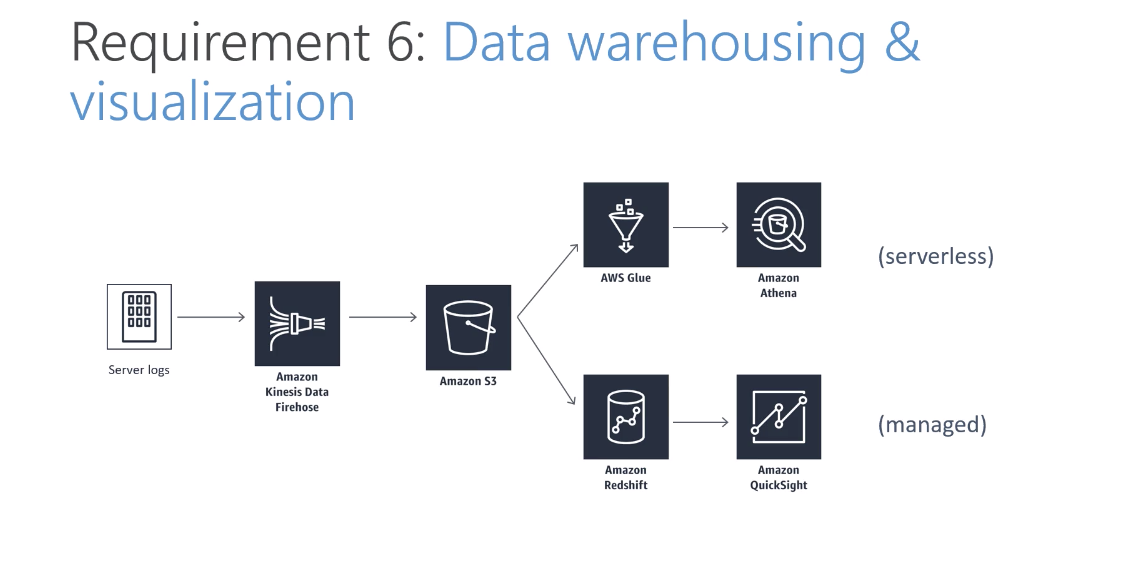 Requirement 6: Data warehousing &
visualization
AWS Glue
Amazon
Athena
(serverless)
Server logs
Amazon
Kinesis Data
Firehose
Amazon S3
(managed)
Amazon
Redshift
Amazon
QuickSight